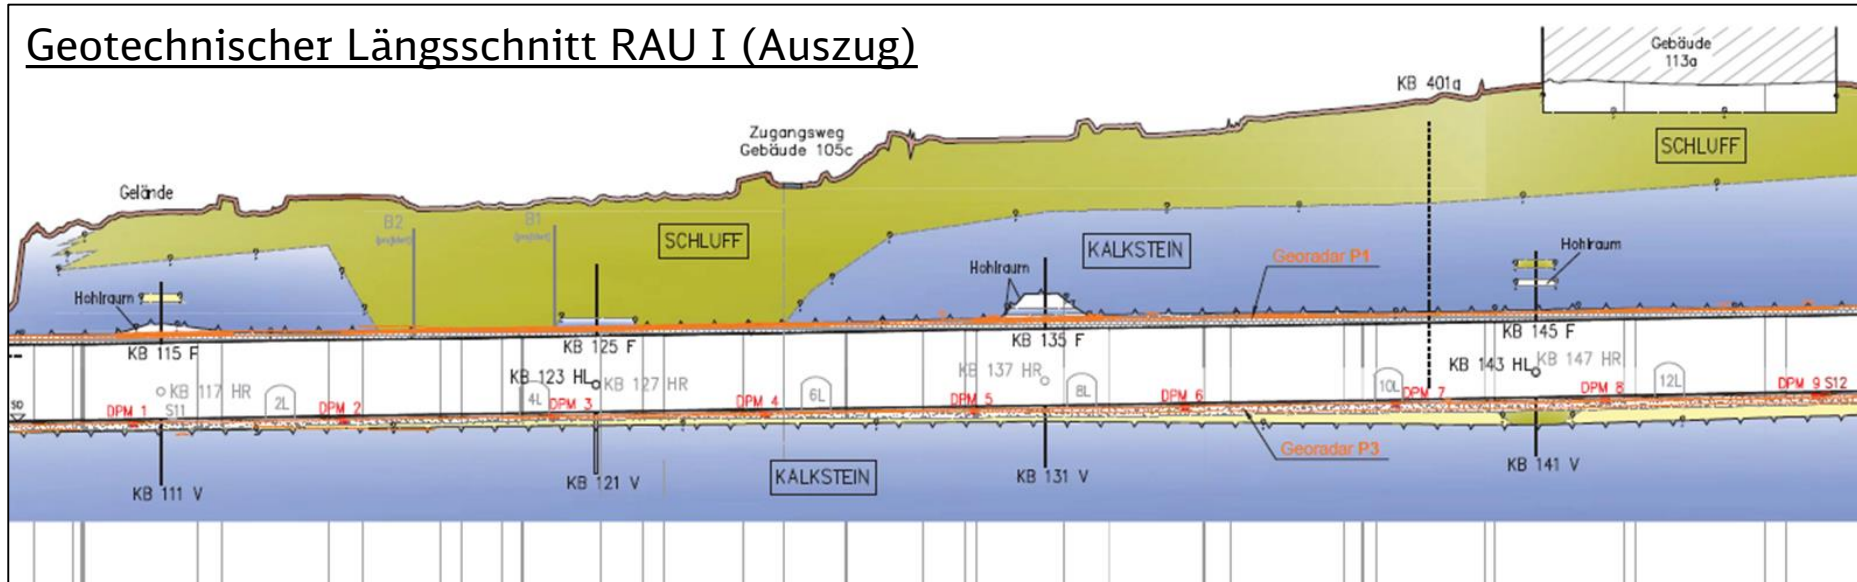 Geotechnischer Längsschnitt RAU I (Auszug)
Gebäude
113a
KB 401a
Zugangsweg
Gebäude 105c
SCHLUFF
Gelände
B2
B1
SCHLUFF
KALKSTEIN
Georadar P1
Hohlraum
Hohlraum
Hohlraum
KB 115 F
KB 125 F
KB 135 F
KB 145 F
KB 117 HR
KB 123 HL
KB 127 HR
KB 137 HR
KB 143 HL
KB 147 HR
SO
S11
2L
4L
6L
8L
10L
12L
DPM 1
DPM 2
DPM 3
DPM 4
DPM 5
DPM 6
DPM 7
DPM 8
DPM 9 S12
Georadar P3
KALKSTEIN
KB 111 V
KB 121 V
KB 131 V
KB 141 V